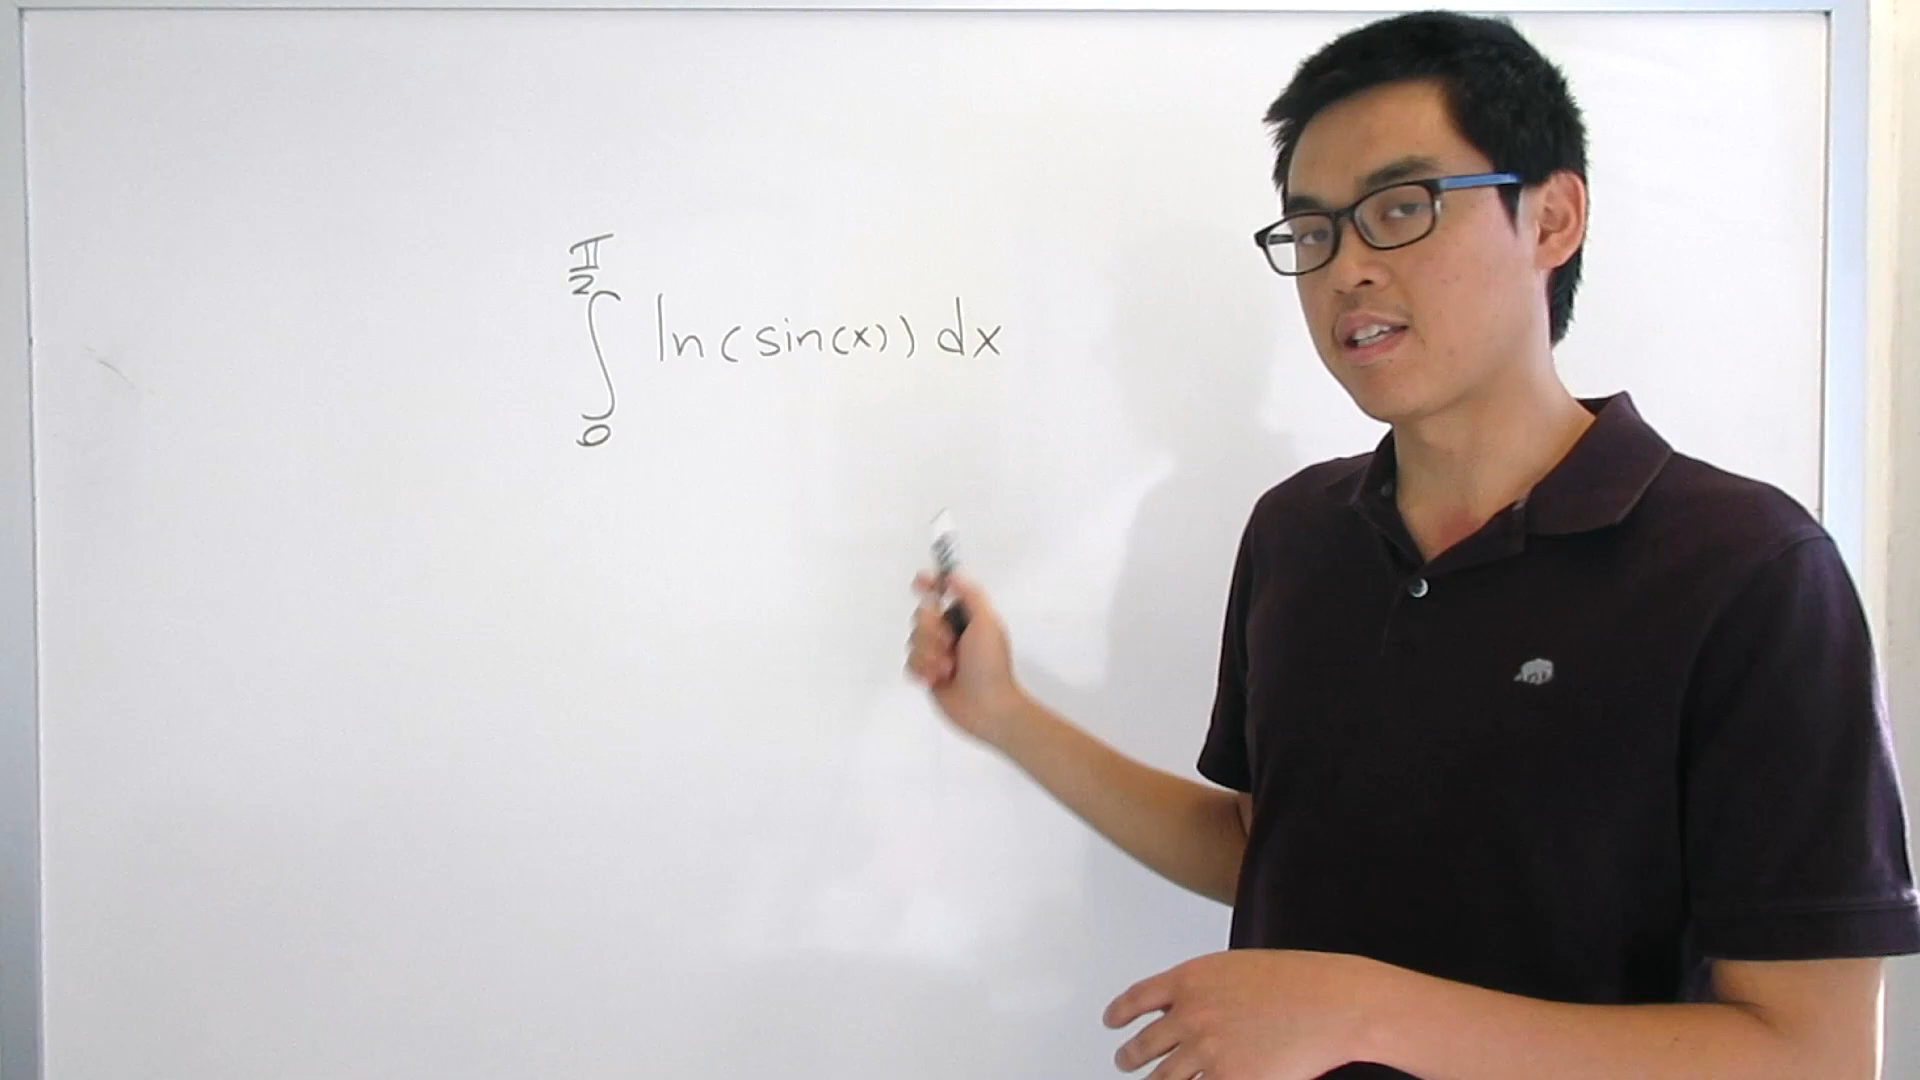 ∫₀^(π/2) ln(sin(x)) dx